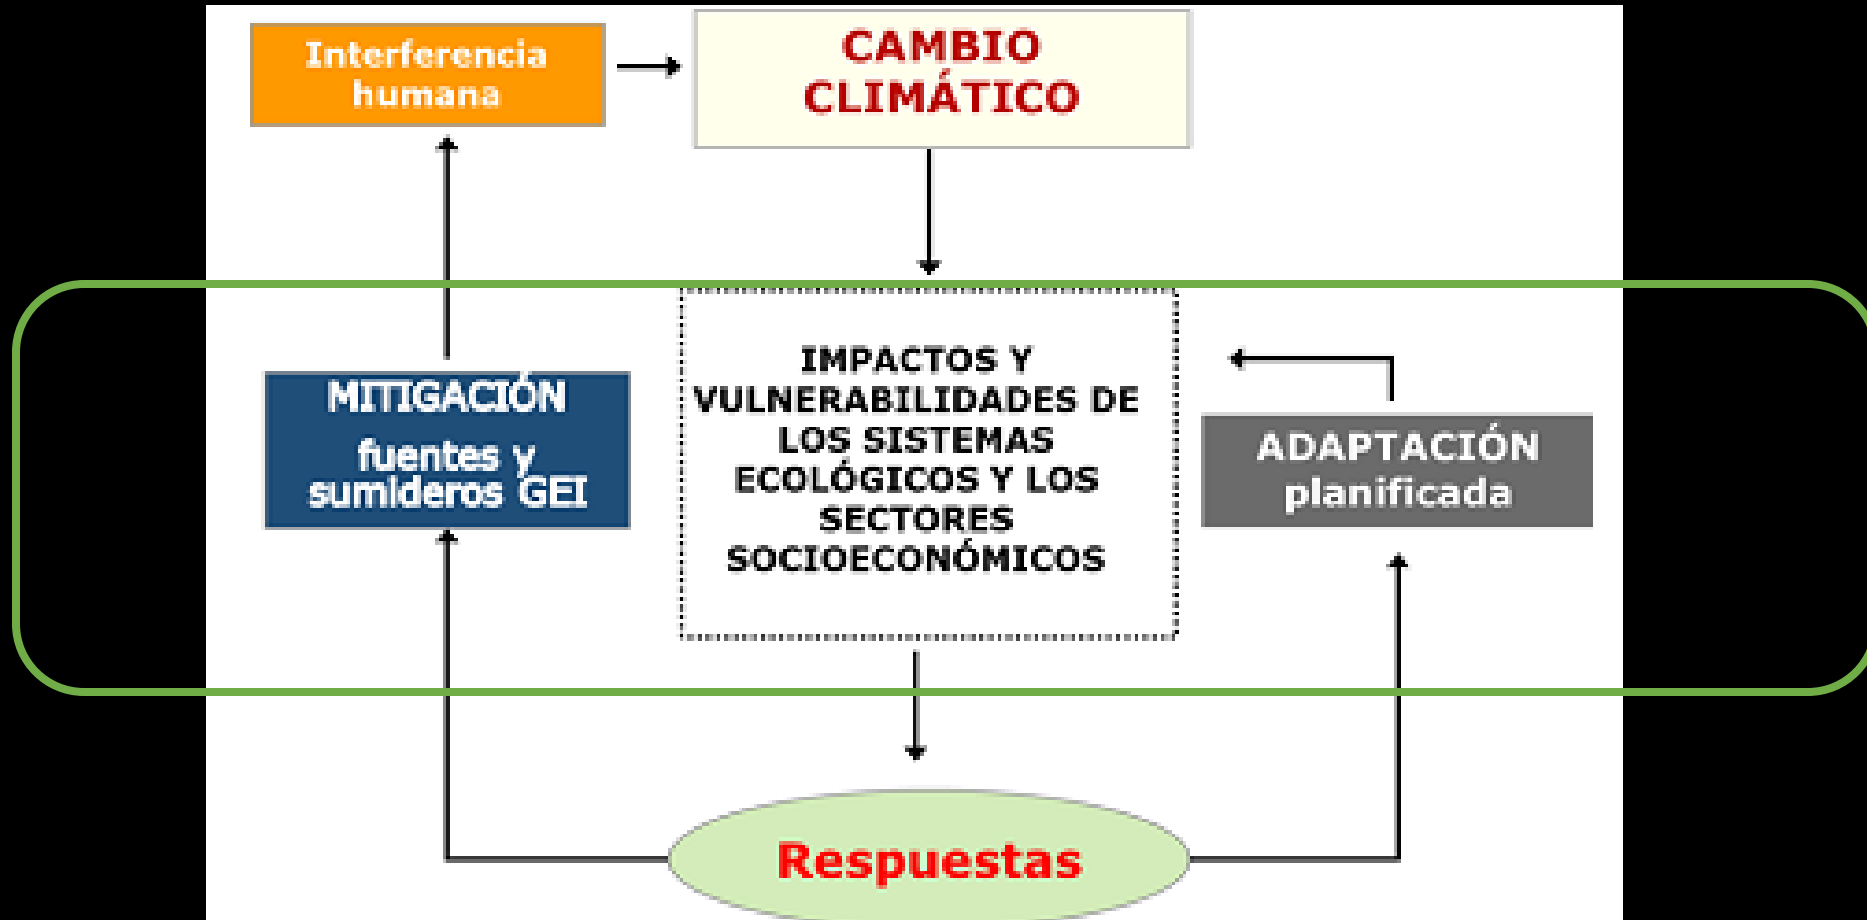 Interferencia
humana
CAMBIO
CLIMÁTICO
MITIGACIÓN
fuentes y
sumideros GEI
IMPACTOS Y
VULNERABILIDADES DE
LOS SISTEMAS
ECOLÓGICOS Y LOS
SECTORES
SOCIOECONÓMICOS
ADAPTACIÓN
planificada
Respuestas